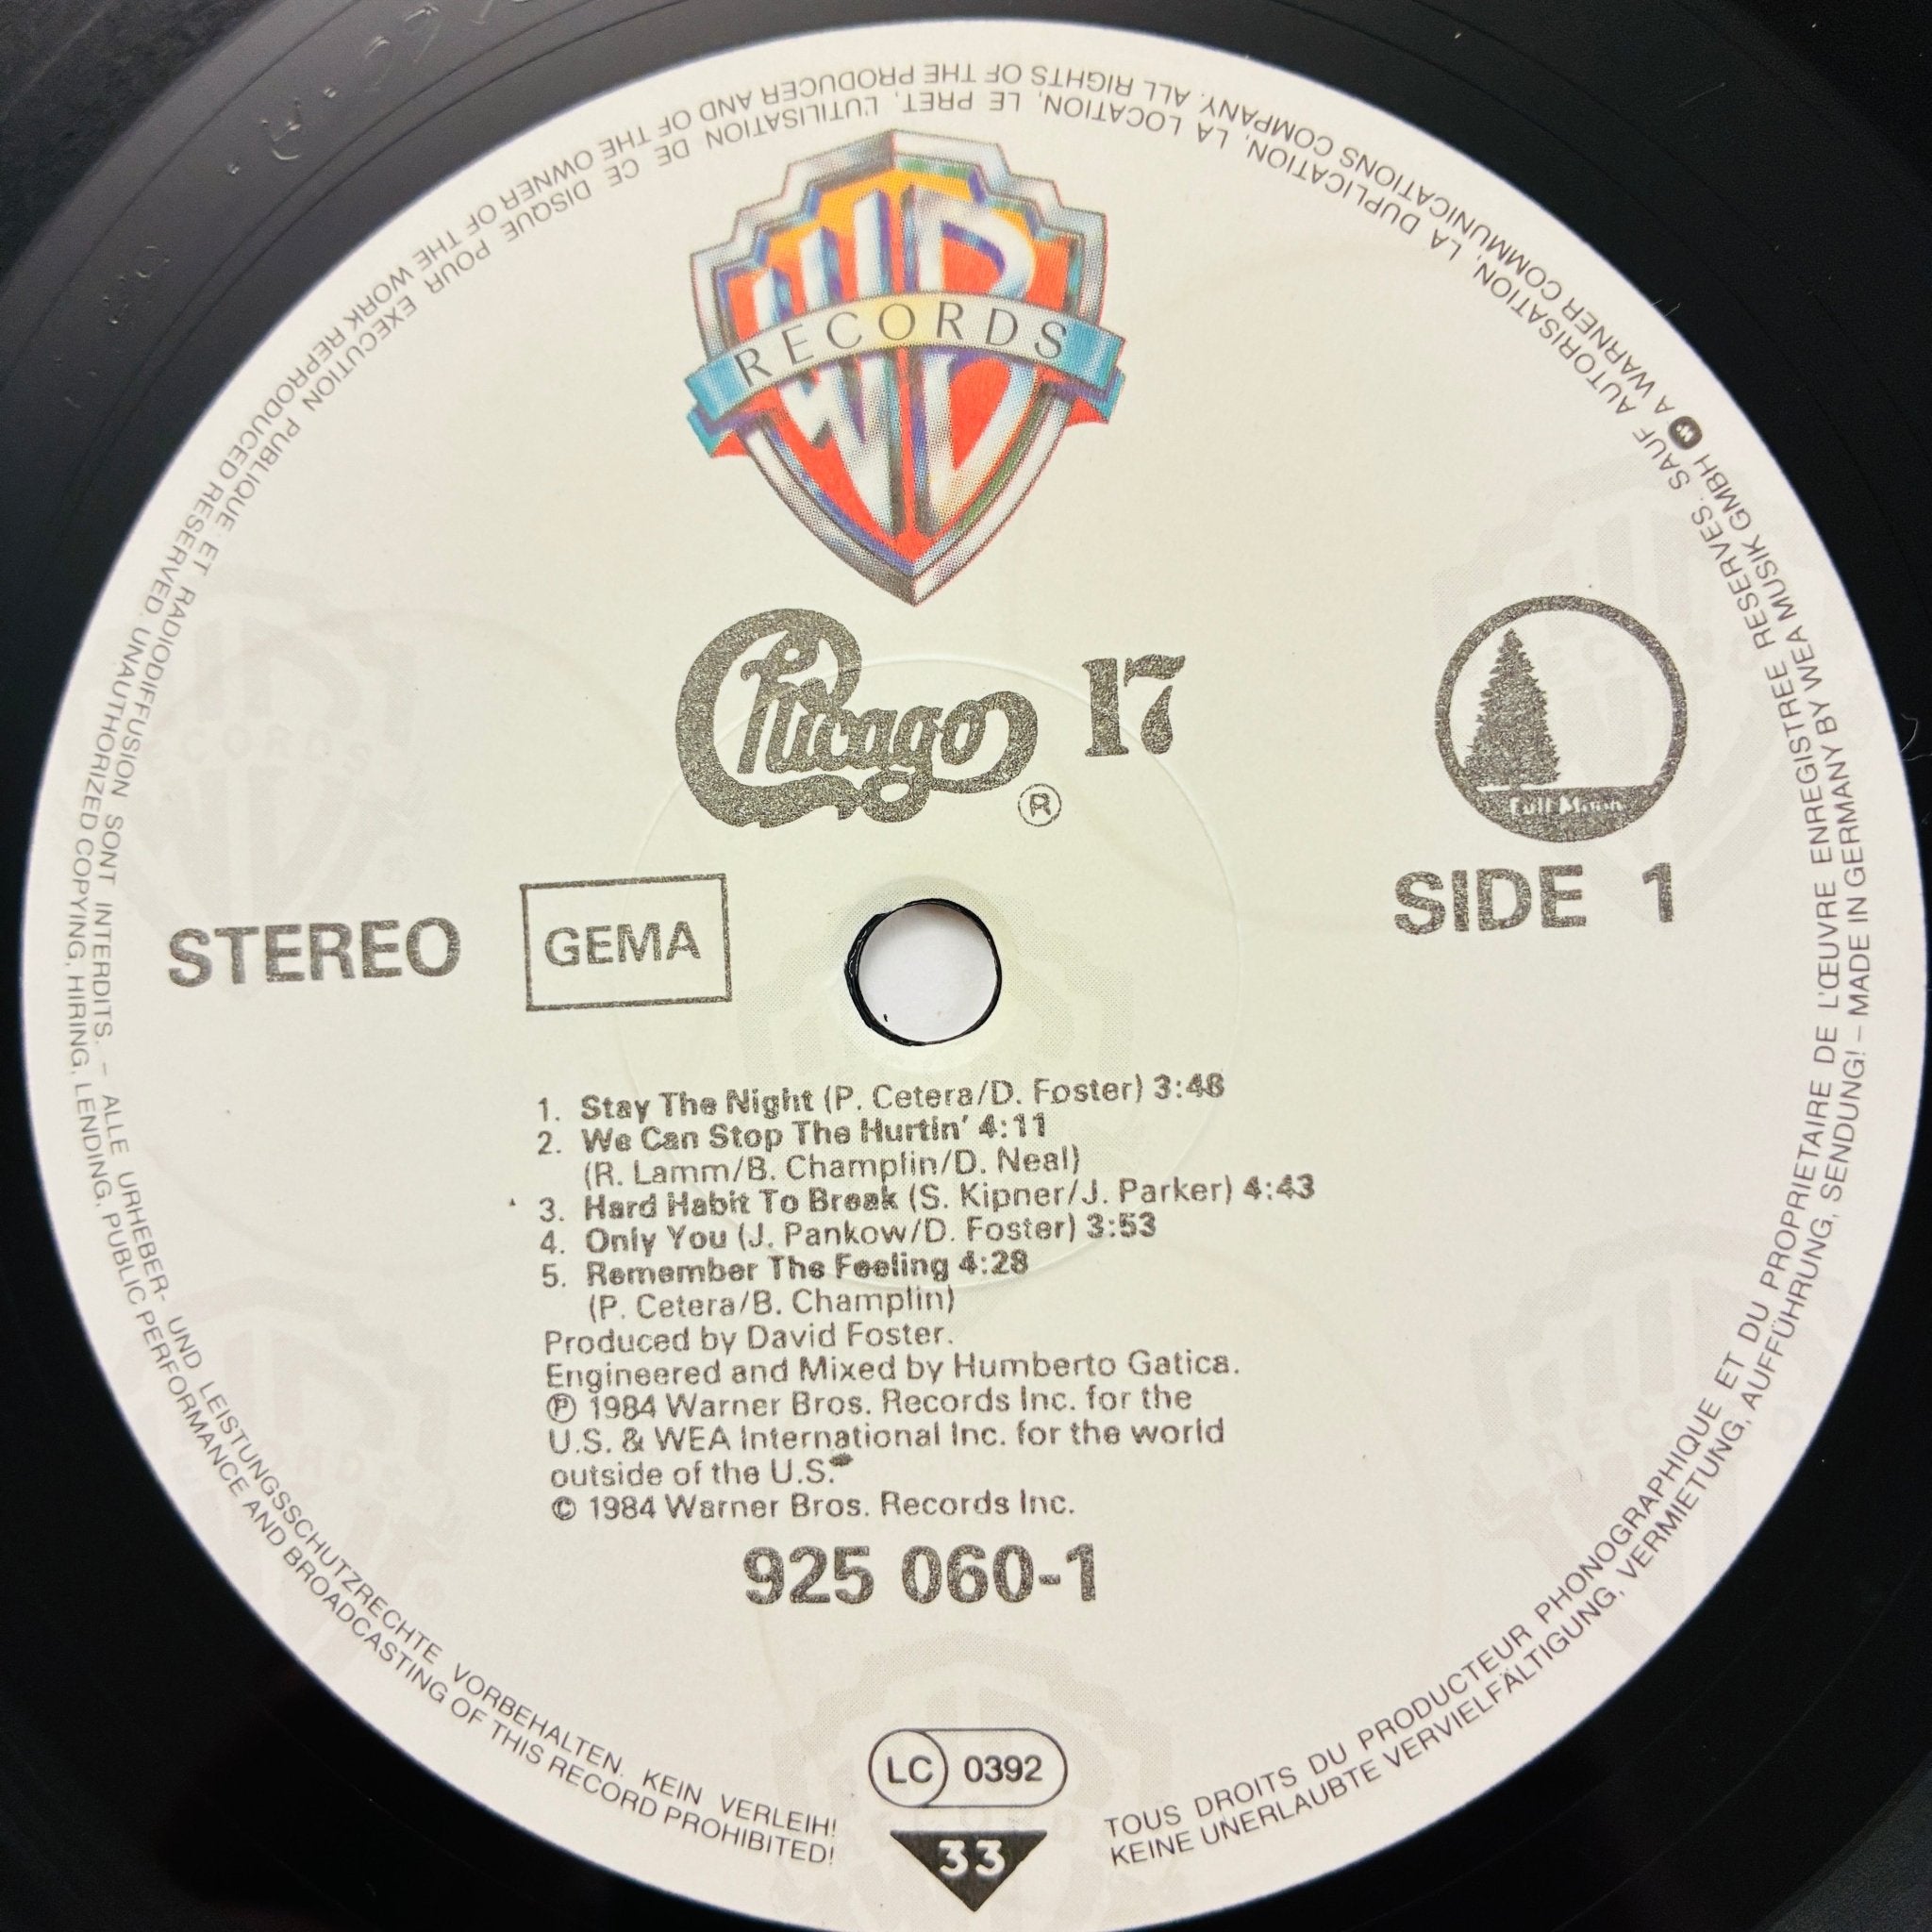 WB
RECORDS
Chicago 17
®
Full Moon
SIDE 1
STEREO
GEMA
1. Stay The Night (P. Cetera/D. Foster) 3:48
2. We Can Stop The Hurtin' 4:11
(R. Lamm/B. Champlin/D. Neal)
3. Hard Habit To Break (S. Kipner/J. Parker) 4:43
4. Only You (J. Pankow/D. Foster) 3:53
5. Remember The Feeling 4:28
(P. Cetera/B. Champlin)
Produced by David Foster.
Engineered and Mixed by Humberto Gatica.
℗ 1984 Warner Bros. Records Inc. for the
U.S. & WEA International Inc. for the world
outside of the U.S.
© 1984 Warner Bros. Records Inc.
925 060-1
LC 0392
33
TOUS DROITS DU PRODUCTEUR PHONOGRAPHIQUE ET DU PROPRIETAIRE DE L'ŒUVRE ENREGISTREE RESERVES. SAUF AUTORISATION, LA DUPLICATION, LA LOCATION, LE PRET, L'UTILISATION DE CE DISQUE POUR EXECUTION PUBLIQUE ET RADIODIFFUSION SONT INTERDITS. – ALLE URHEBER- UND LEISTUNGSSCHUTZRECHTE VORBEHALTEN. KEIN VERLEIH!
KEINE UNERLAUBTE VERVIELFÄLTIGUNG, VERMIETUNG, AUFFÜHRUNG, SENDUNG! – MADE IN GERMANY BY WEA MUSIK GMBH A WARNER COMMUNICATIONS COMPANY. ALL RIGHTS OF THE PRODUCER AND OF THE OWNER OF THE WORK REPRODUCED RESERVED. UNAUTHORIZED COPYING, HIRING, LENDING, PUBLIC PERFORMANCE AND BROADCASTING OF THIS RECORD PROHIBITED!